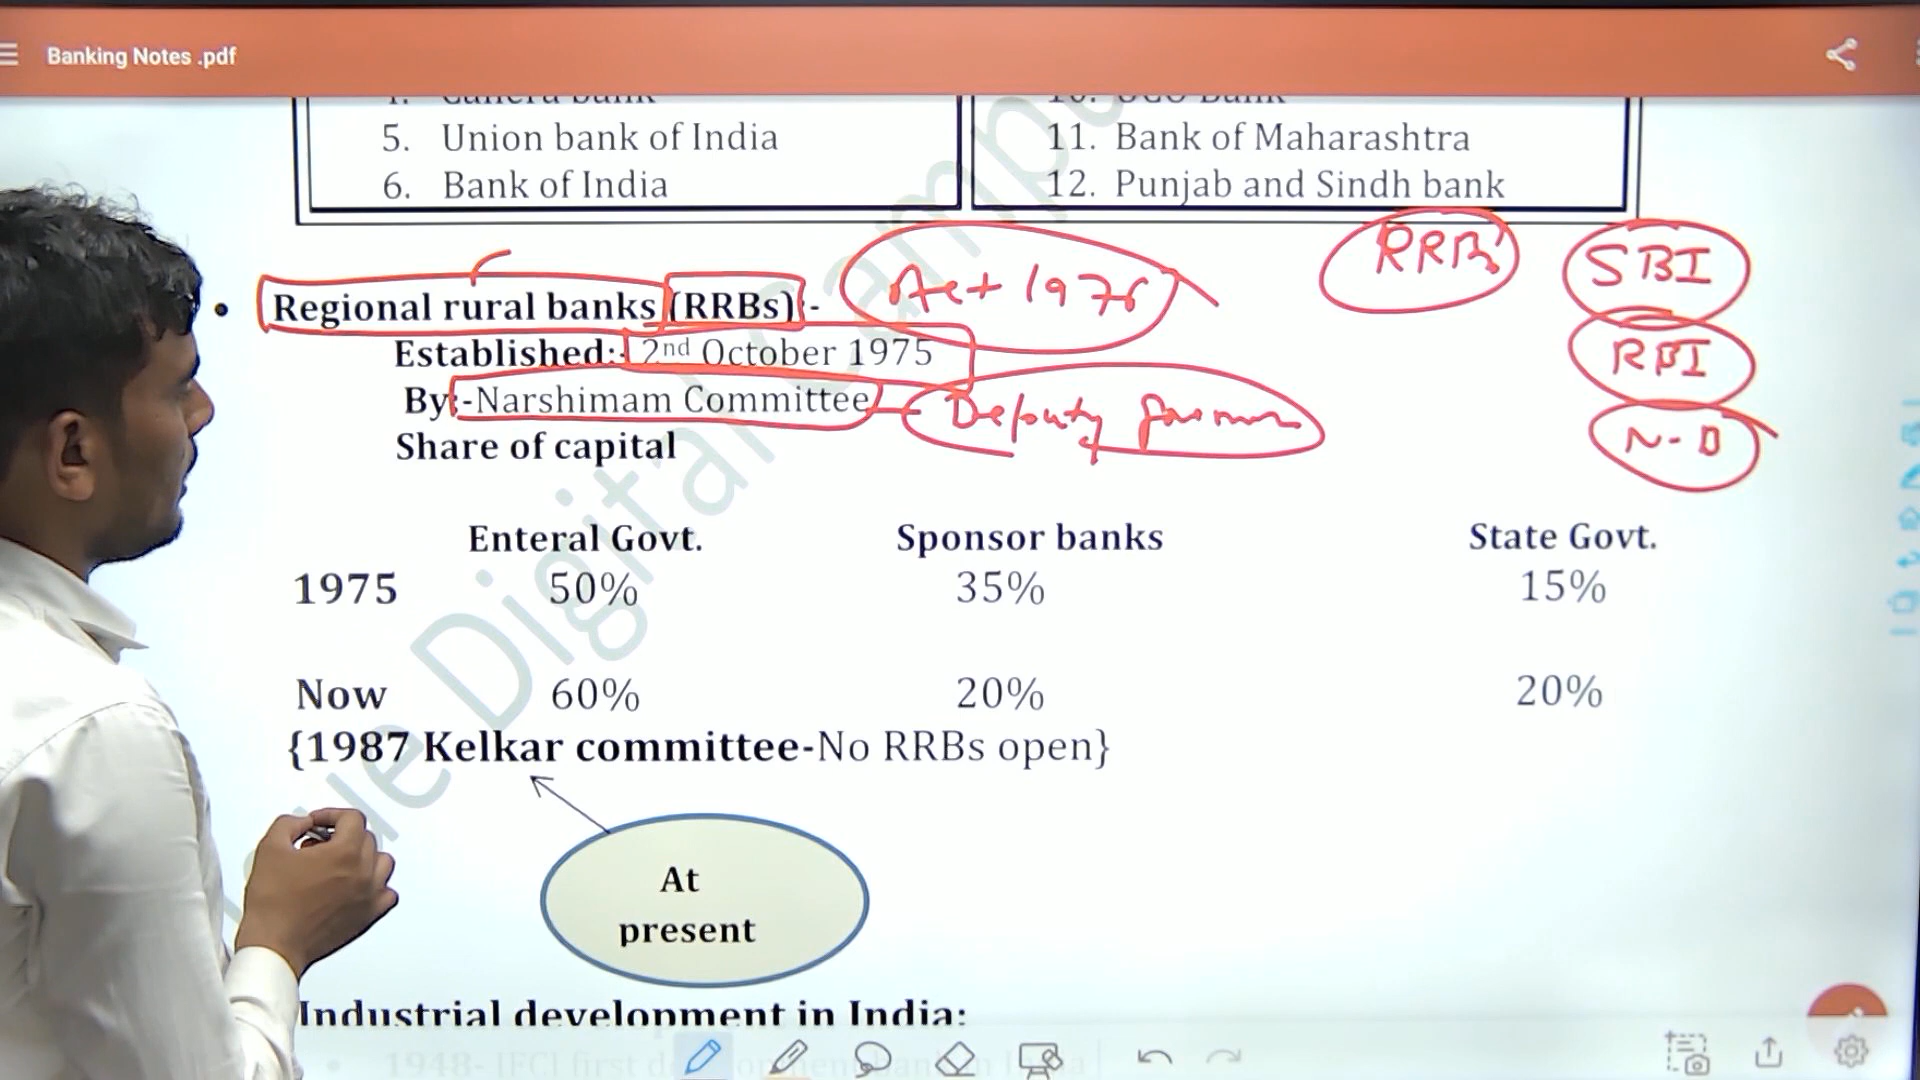 Banking Notes .pdf
5. Union bank of India
11. Bank of Maharashtra
6. Bank of India
12. Punjab and Sindh bank
RRB
SBI
Act 1976
• Regional rural banks (RRBs):-
Established:- 2nd October 1975
RBI
By:-Narshimam Committee
Deputy
N-D
Share of capital
Enteral Govt. Sponsor banks State Govt.
1975 50% 35% 15%
Now 60% 20% 20%
{1987 Kelkar committee-No RRBs open}
At
present
Industrial development in India:
Digital